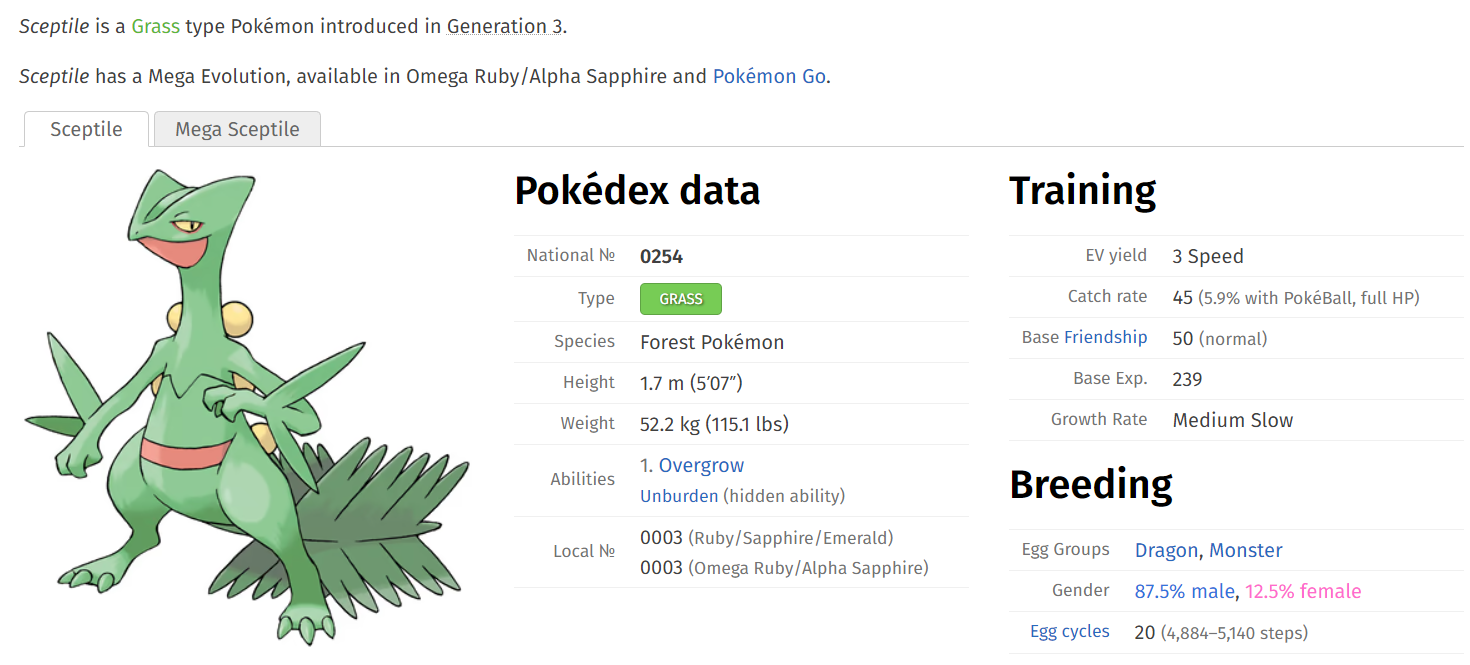 Sceptile is a Grass type Pokémon introduced in Generation 3.
Sceptile has a Mega Evolution, available in Omega Ruby/Alpha Sapphire and Pokémon Go.
Sceptile
Mega Sceptile
Pokédex data
National № 0254
Type GRASS
Species Forest Pokémon
Height 1.7 m (5′07″)
Weight 52.2 kg (115.1 lbs)
Abilities 1. Overgrow
Unburden (hidden ability)
Local № 0003 (Ruby/Sapphire/Emerald)
0003 (Omega Ruby/Alpha Sapphire)
Training
EV yield 3 Speed
Catch rate 45 (5.9% with PokéBall, full HP)
Base Friendship 50 (normal)
Base Exp. 239
Growth Rate Medium Slow
Breeding
Egg Groups Dragon, Monster
Gender 87.5% male, 12.5% female
Egg cycles 20 (4,884–5,140 steps)